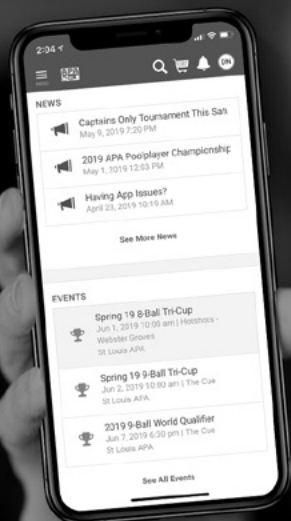 2:04
MENU
APA
DN
NEWS
Captains Only Tournament This Satu
May 9, 2019 7:20 PM
2019 APA Poolplayer Championship
May 1, 2019 12:03 PM
Having App Issues?
April 23, 2019 10:19 AM
See More News
EVENTS
Spring 19 8-Ball Tri-Cup
Jun 1, 2019 10:00 am | Hotshots -
Webster Groves
St Louis APA
Spring 19 9-Ball Tri-Cup
Jun 2, 2019 10:00 am | The Cue
St Louis APA
2019 9-Ball World Qualifier
Jun 7, 2019 6:30 pm | The Cue
St Louis APA
See All Events